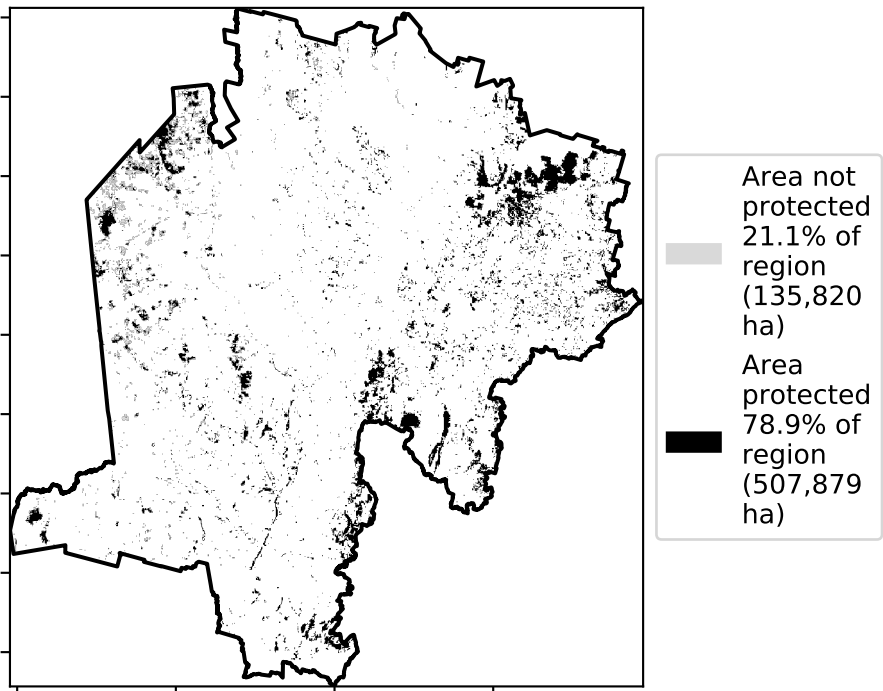 Area not
protected
21.1% of
region
(135,820
ha)
Area
protected
78.9% of
region
(507,879
ha)